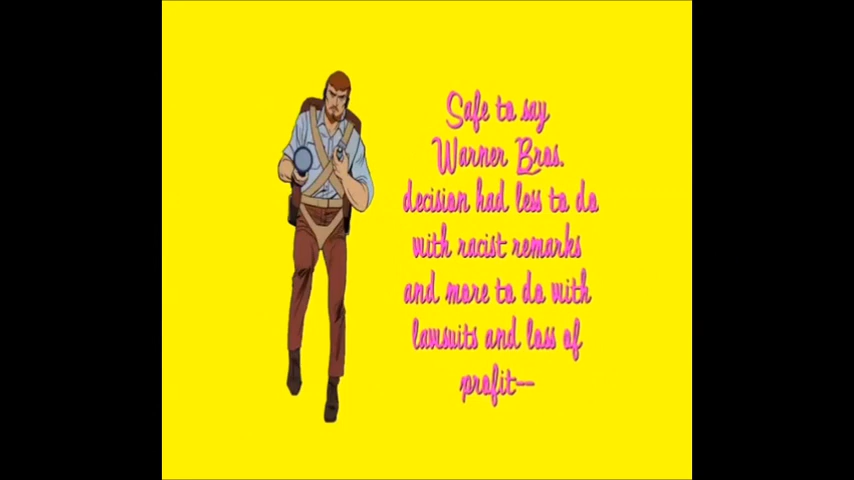 Safe to say
Warner Bros.
decision had less to do
with racist remarks
and more to do with
lawsuits and loss of
profit--